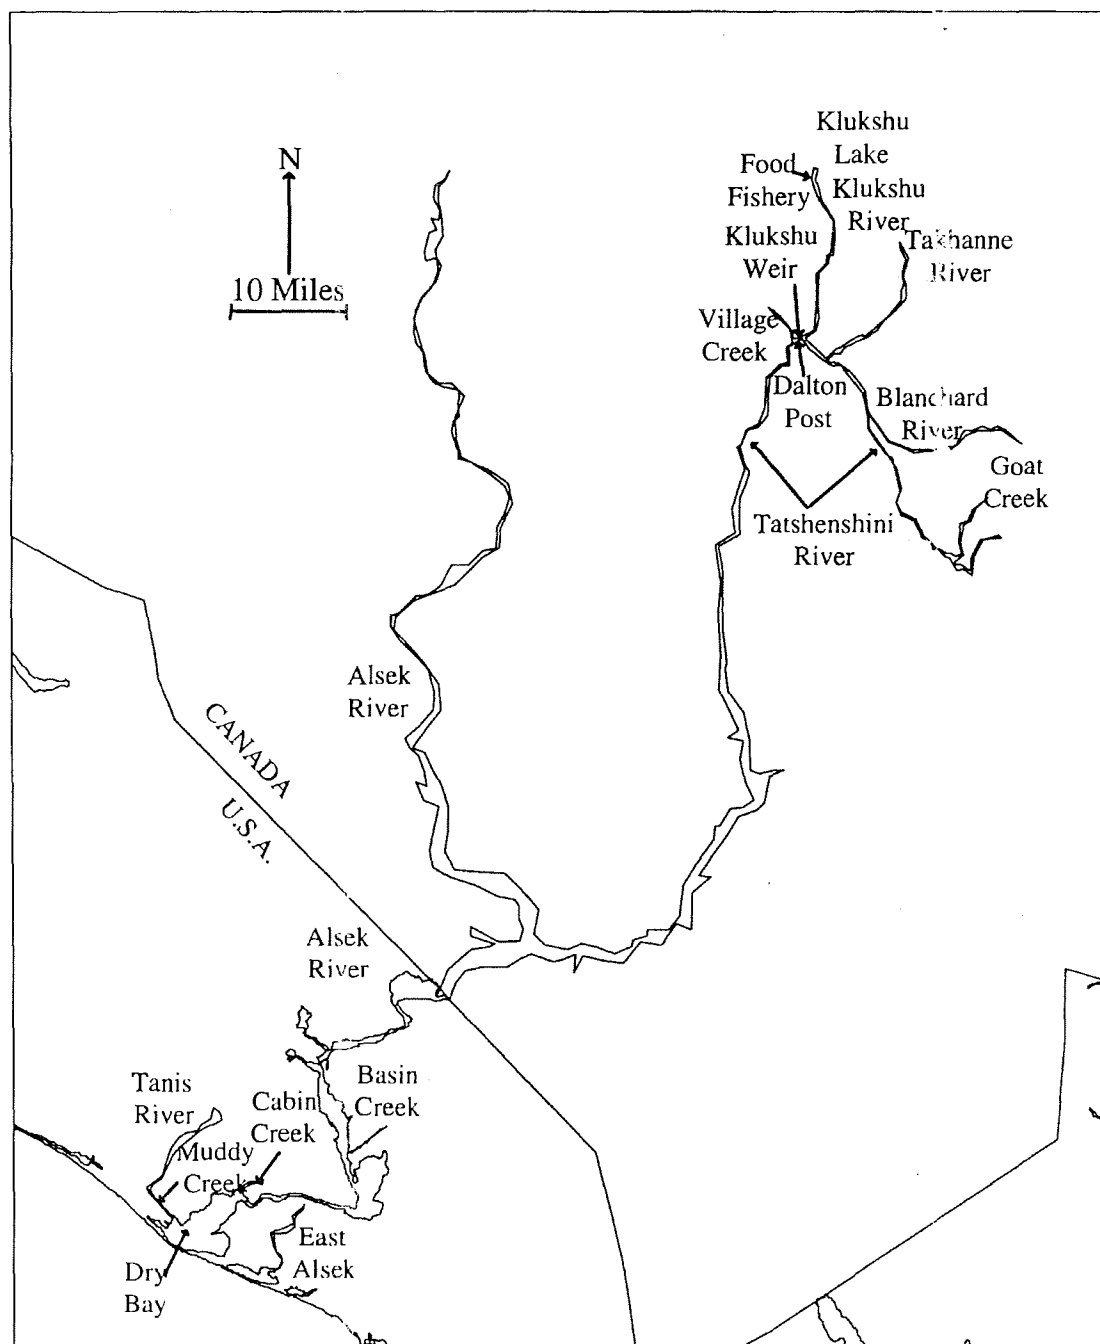 Klukshu
Lake
N
Food
Fishery
Klukshu
River
Klukshu
Weir
Takhanne
River
10 Miles
Village
Creek
Dalton
Post
Blanchard
River
Goat
Creek
Tatshenshini
River
Alsek
River
CANADA
U.S.A.
Alsek
River
Basin
Creek
Tanis
River
Cabin
Creek
Muddy
Creek
East
Alsek
Dry
Bay